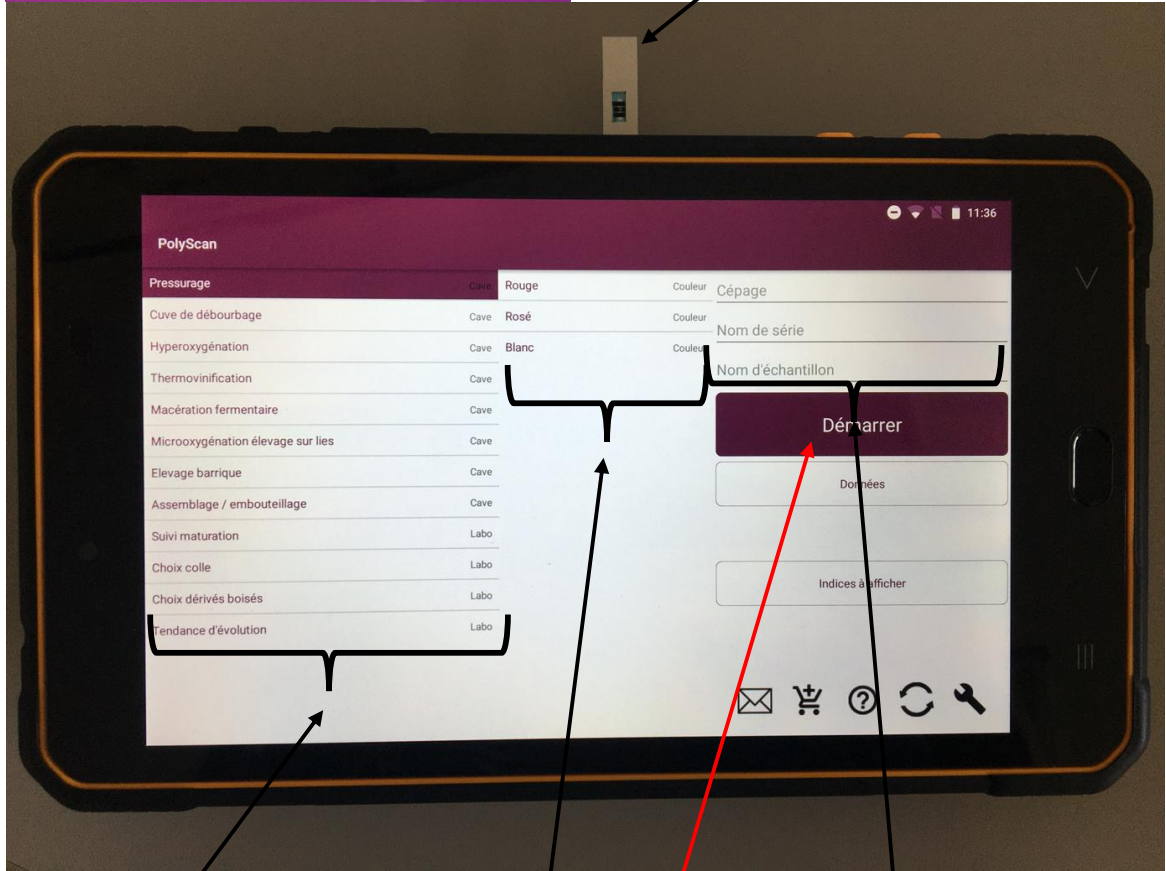 11:36
PolyScan
Pressurage Cave
Cuve de débourbage Cave
Hyperoxygénation Cave
Thermovinification Cave
Macération fermentaire Cave
Microoxygénation élevage sur lies Cave
Elevage barrique Cave
Assemblage / embouteillage Cave
Suivi maturation Labo
Choix colle Labo
Choix dérivés boisés Labo
Tendance d'évolution Labo
Rouge Couleur
Rosé Couleur
Blanc Couleur
Cépage
Nom de série
Nom d'échantillon
Démarrer
Données
Indices à afficher